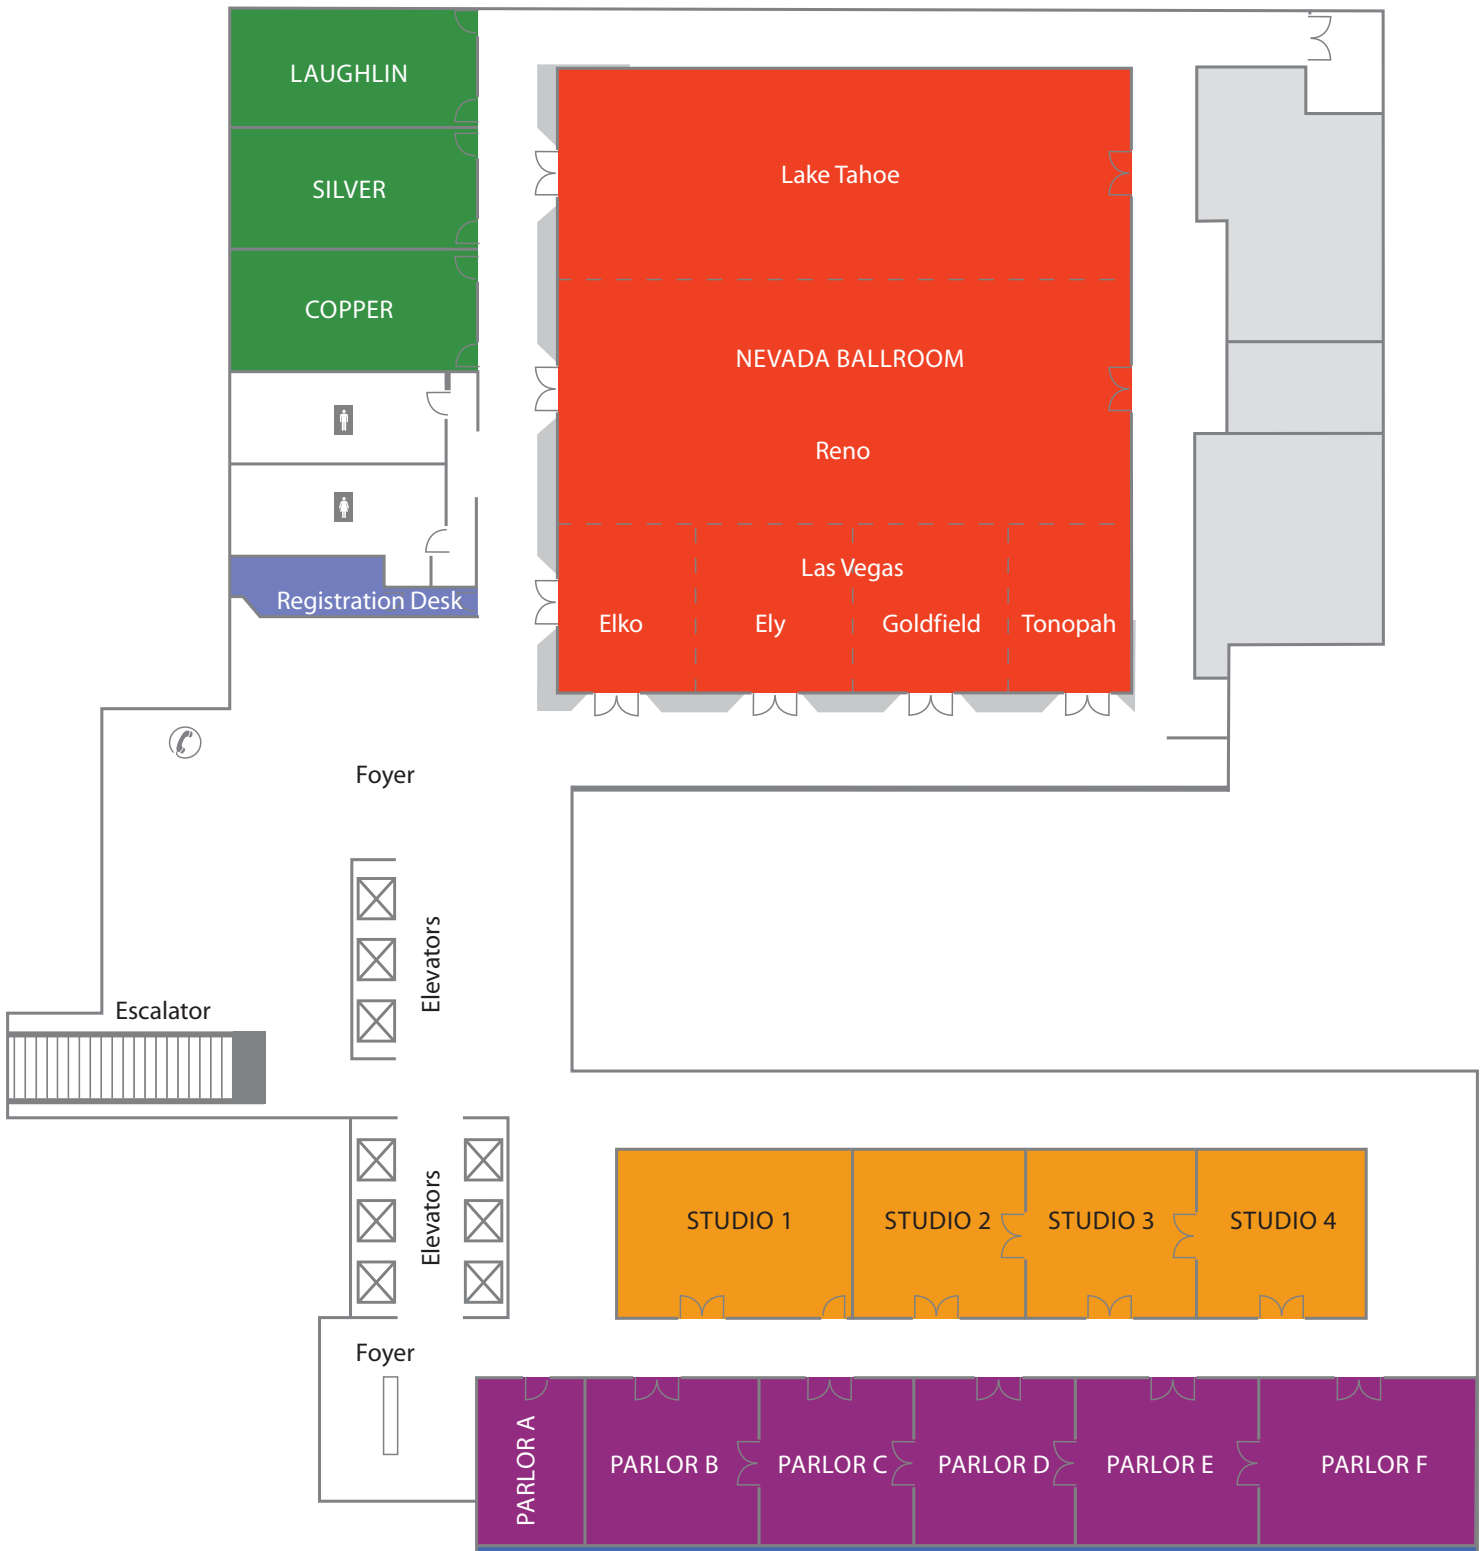 LAUGHLIN
SILVER
COPPER
Lake Tahoe
NEVADA BALLROOM
Reno
Las Vegas
Elko
Ely
Goldfield
Tonopah
Registration Desk
Foyer
Elevators
Escalator
Elevators
STUDIO 1
STUDIO 2
STUDIO 3
STUDIO 4
Foyer
PARLOR A
PARLOR B
PARLOR C
PARLOR D
PARLOR E
PARLOR F